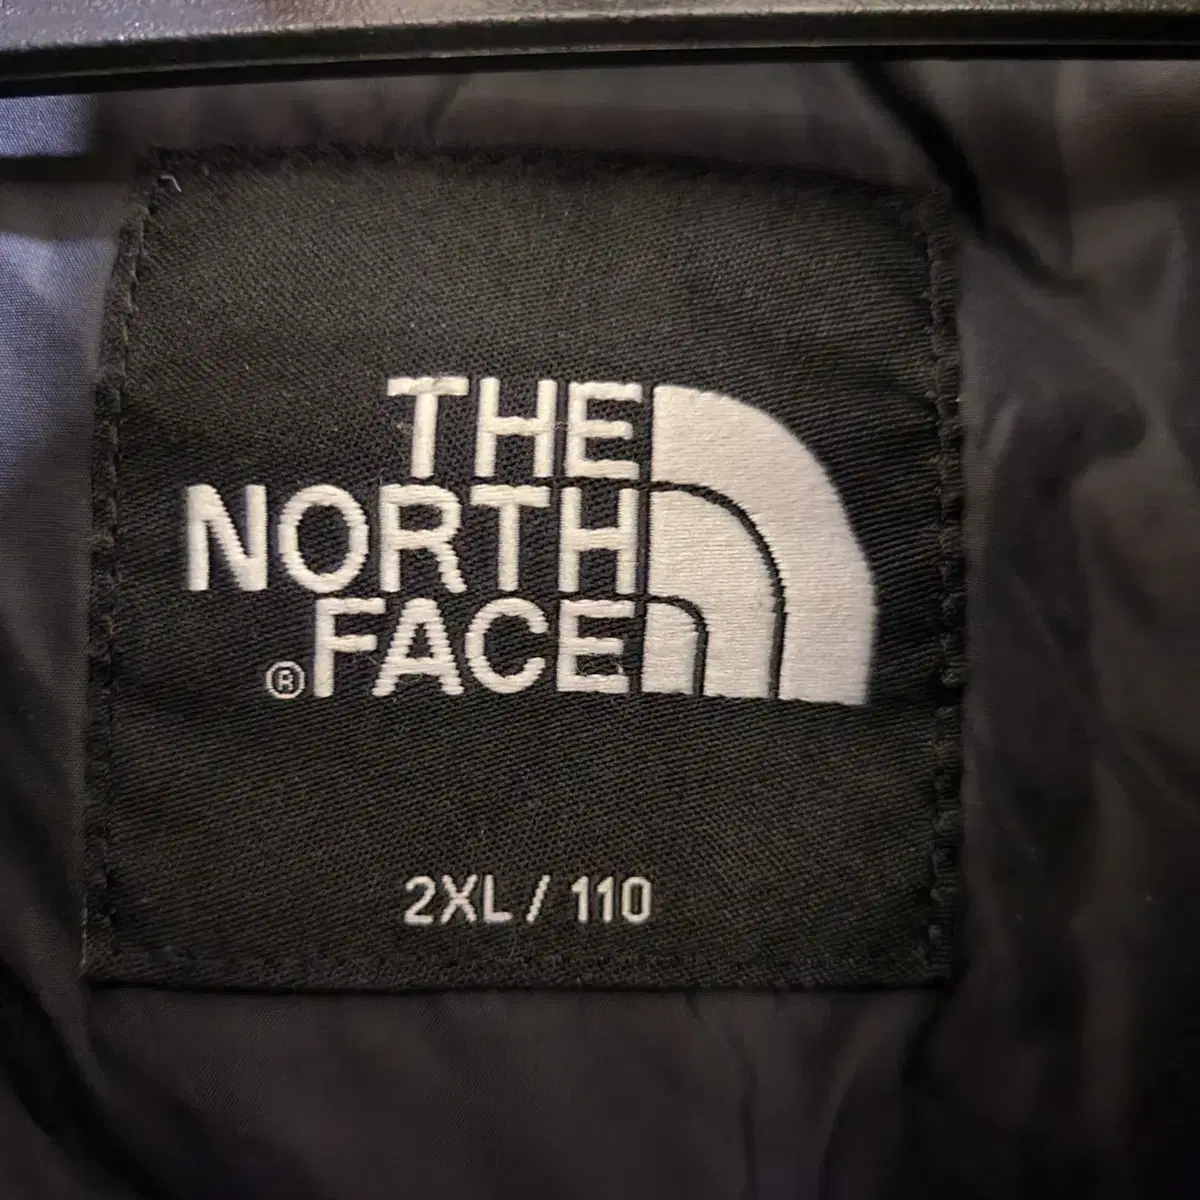 THE
NORTH
®FACE
2XL / 110